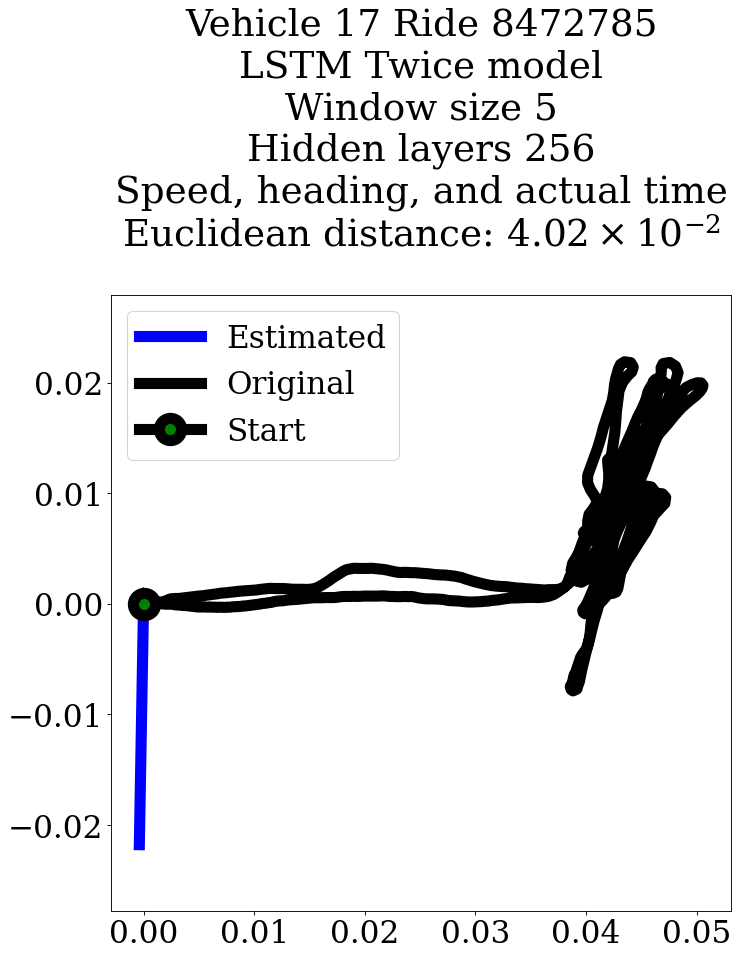 Vehicle 17 Ride 8472785
LSTM Twice model
Window size 5
Hidden layers 256
Speed, heading, and actual time
Euclidean distance: 4.02 × 10⁻²
Estimated
Original
Start
0.02
0.01
0.00
−0.01
−0.02
0.00 0.01 0.02 0.03 0.04 0.05